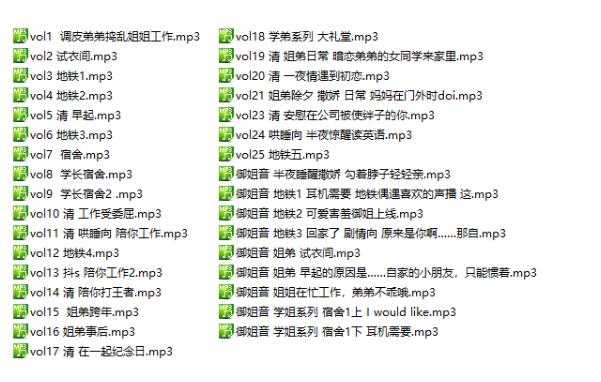 vol1 调皮弟弟捣乱姐姐工作.mp3
vol2 试衣间.mp3
vol3 地铁1.mp3
vol4 地铁2.mp3
vol5 清 早起.mp3
vol6 地铁3.mp3
vol7 宿舍.mp3
vol8 学长宿舍.mp3
vol9 学长宿舍2 .mp3
vol10 清 工作受委屈.mp3
vol11 清 哄睡向 陪你工作.mp3
vol12 地铁4.mp3
vol13 抖s 陪你工作2.mp3
vol14 清 陪你打王者.mp3
vol15 姐弟跨年.mp3
vol16 姐弟事后.mp3
vol17 清 在一起纪念日.mp3
vol18 学弟系列 大礼堂.mp3
vol19 清 姐弟日常 暗恋弟弟的女同学来家里.mp3
vol20 清 一夜情遇到初恋.mp3
vol21 姐弟除夕 撒娇 日常 妈妈在门外时doi.mp3
vol23 清 安慰在公司被使绊子的你.mp3
vol24 哄睡向 半夜惊醒读英语.mp3
vol25 地铁五.mp3
御姐音 半夜睡醒撒娇 勾着脖子轻轻亲.mp3
御姐音 地铁1 耳机需要 地铁偶遇喜欢的声播 这.mp3
御姐音 地铁2 可爱害羞御姐上线.mp3
御姐音 地铁3 回家了 剧情向 原来是你啊......那自.mp3
御姐音 姐弟 试衣间.mp3
御姐音 姐弟 早起的原因是......自家的小朋友，只能惯着.mp3
御姐音 姐姐在忙工作，弟弟不乖哦.mp3
御姐音 学姐系列 宿舍1上 I would like.mp3
御姐音 学姐系列 宿舍1下 耳机需要.mp3